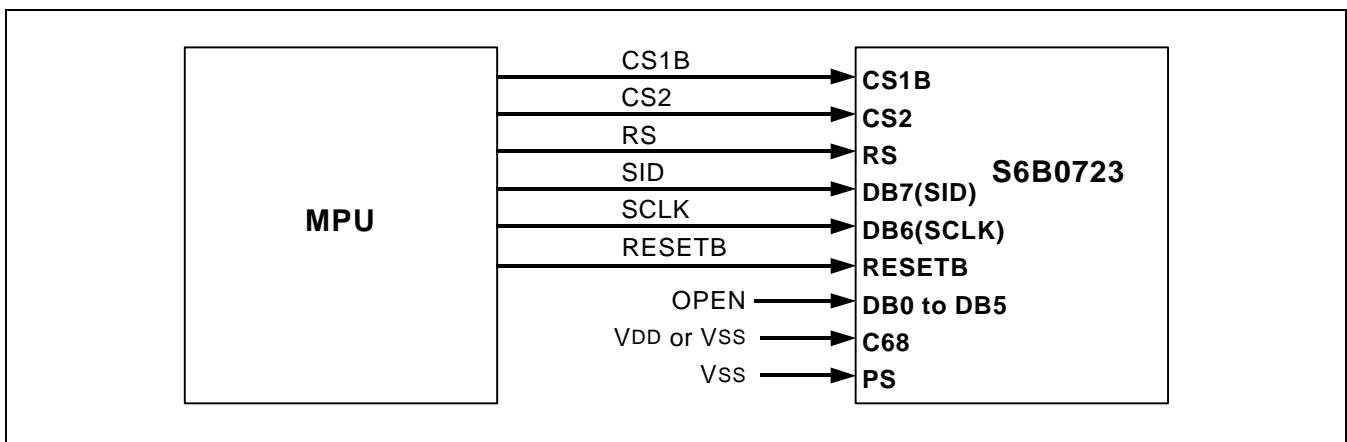 CS1B
CS1B
CS2
CS2
RS
RS
S6B0723
SID
DB7(SID)
MPU
SCLK
DB6(SCLK)
RESETB
RESETB
OPEN
DB0 to DB5
VDD or VSS
C68
VSS
PS